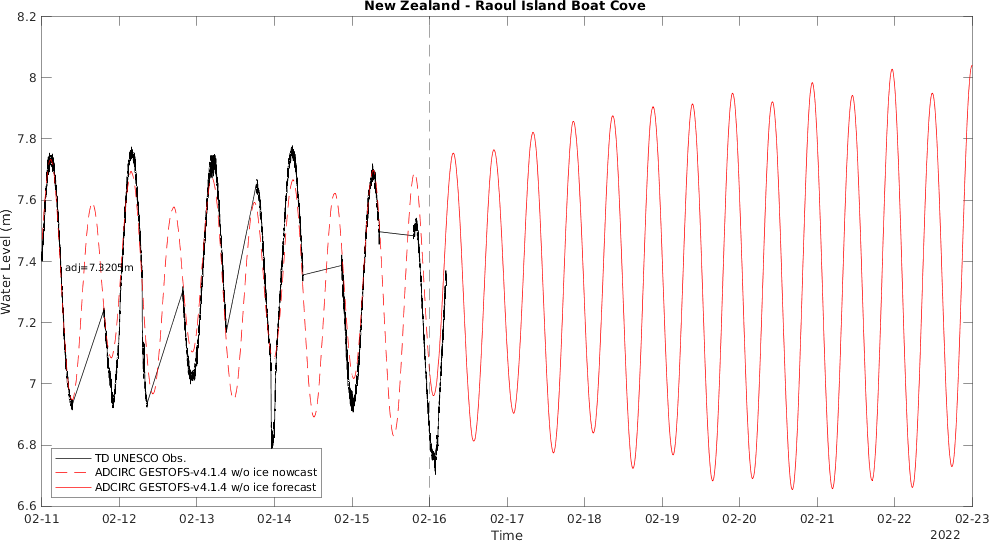 New Zealand - Raoul Island Boat Cove
8.2
8
7.8
7.6
7.4
7.2
7
6.8
6.6
Water Level (m)
adj=7.3205m
TD UNESCO Obs.
ADCIRC GESTOFS-v4.1.4 w/o ice nowcast
ADCIRC GESTOFS-v4.1.4 w/o ice forecast
02-11 02-12 02-13 02-14 02-15 02-16 02-17 02-18 02-19 02-20 02-21 02-22 02-23
Time
2022